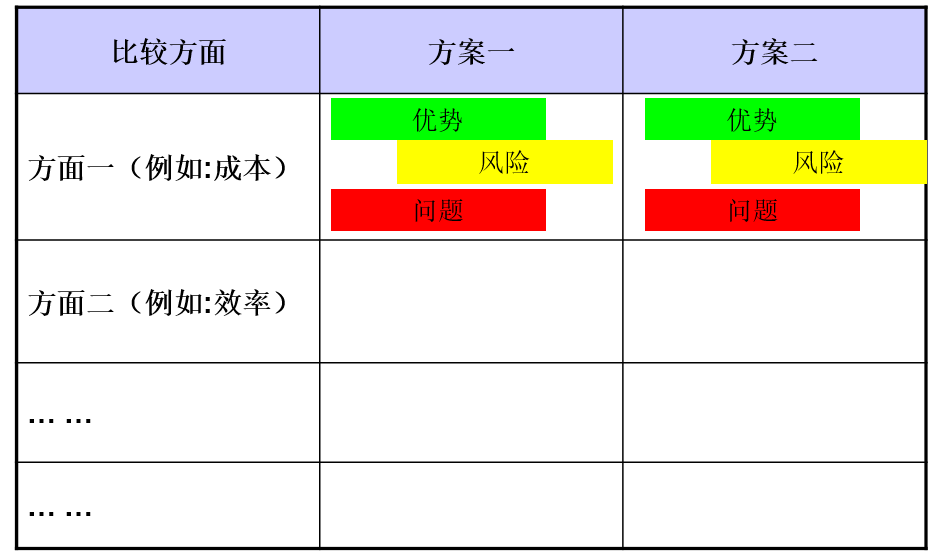 比较方面
方案一
方案二
方面一（例如:成本）
优势
风险
问题
优势
风险
问题
方面二（例如:效率）
... ...
... ...